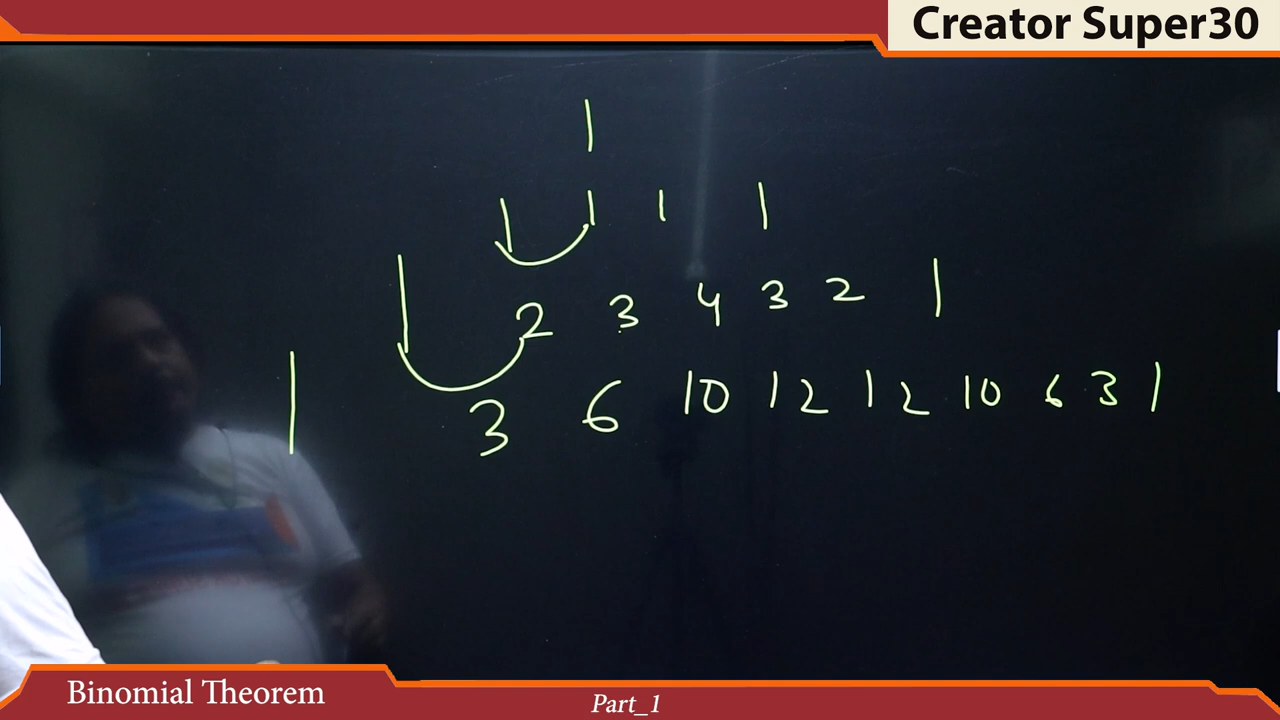 Creator Super30
1
1 1 1 1
1 2 3 4 3 2 1
1 3 6 10 12 12 10 6 3 1
Binomial Theorem
Part_1